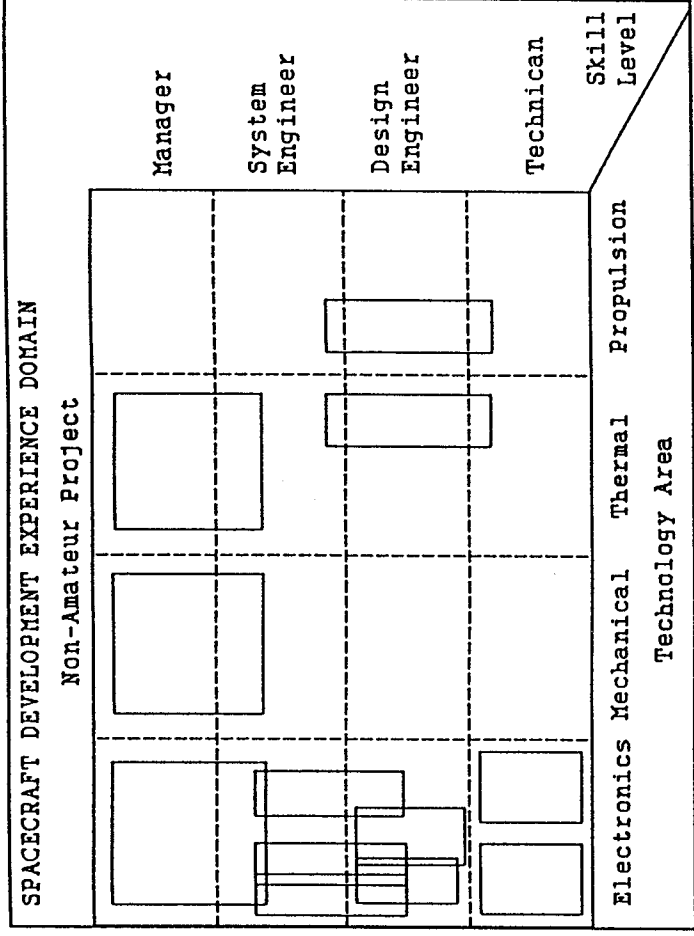 SPACECRAFT DEVELOPMENT EXPERIENCE DOMAIN
Non-Amateur Project
Manager
System
Engineer
Design
Engineer
Technican
Skill
Level
Electronics Mechanical Thermal Propulsion
Technology Area